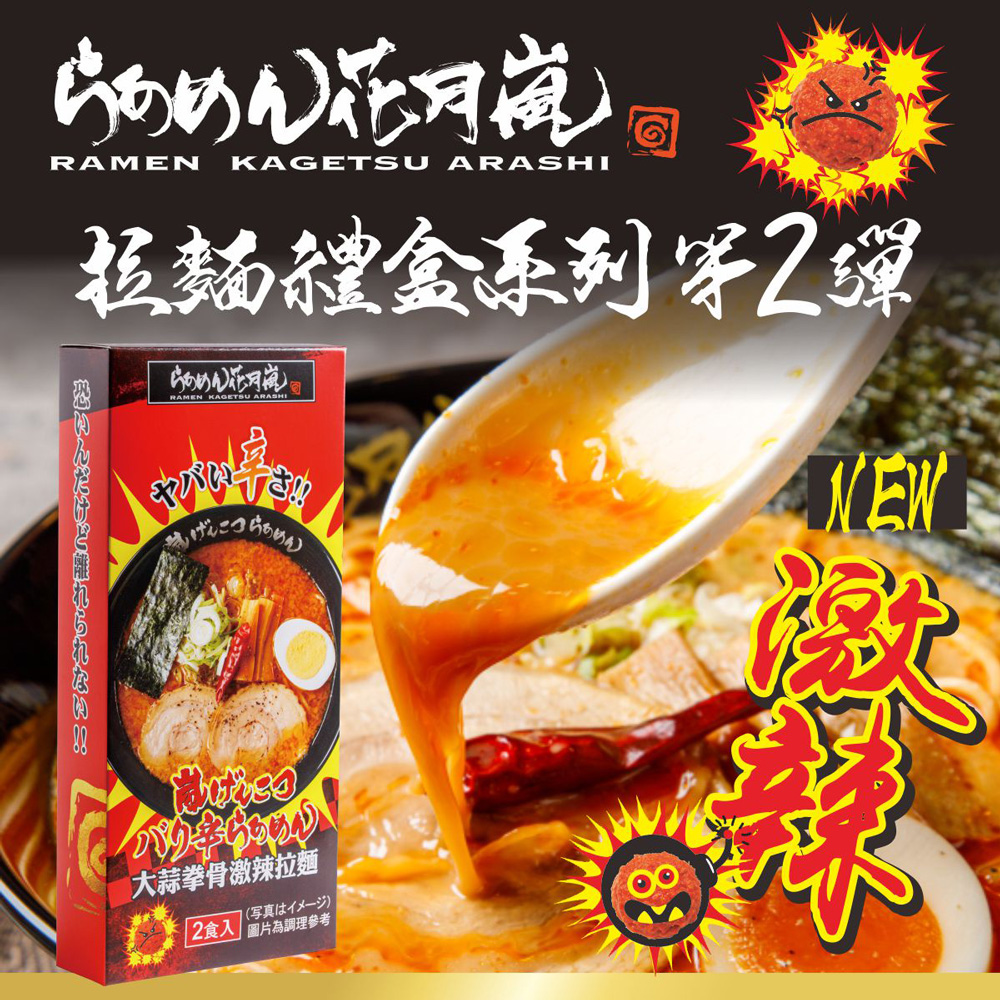 らあめん花月嵐
RAMEN KAGETSU ARASHI
拉麵禮盒系列第2彈
らあめん花月嵐
RAMEN KAGETSU ARASHI
恐いんだけど離れられない!!
ヤバい辛さ!!
嵐げんこつらあめん
嵐げんこつ
バリ辛らあめん
大蒜拳骨激辣拉麵
2食入
(写真はイメージ)
圖片為調理參考
NEW
激辣